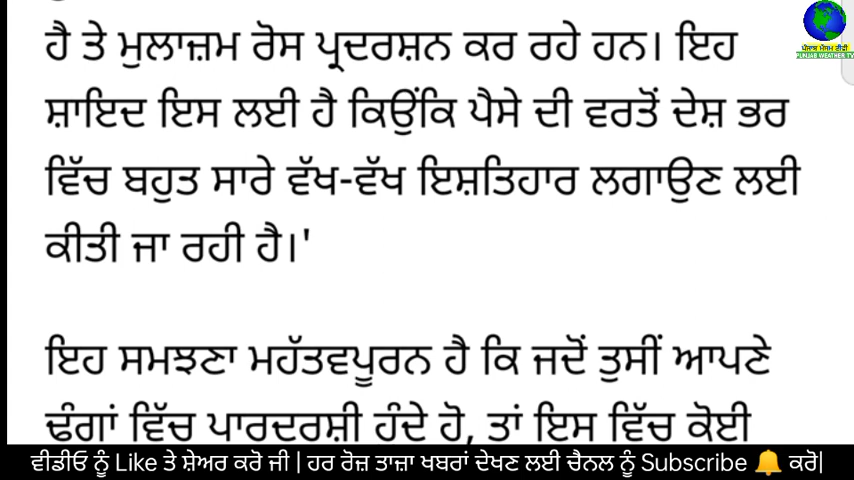 ਹੈ ਤੇ ਮੁਲਾਜ਼ਮ ਰੋਸ ਪ੍ਰਦਰਸ਼ਨ ਕਰ ਰਹੇ ਹਨ। ਇਹ
ਸ਼ਾਇਦ ਇਸ ਲਈ ਹੈ ਕਿਉਂਕਿ ਪੈਸੇ ਦੀ ਵਰਤੋਂ ਦੇਸ਼ ਭਰ
ਵਿੱਚ ਬਹੁਤ ਸਾਰੇ ਵੱਖ-ਵੱਖ ਇਸ਼ਤਿਹਾਰ ਲਗਾਉਣ ਲਈ
ਕੀਤੀ ਜਾ ਰਹੀ ਹੈ।'
ਇਹ ਸਮਝਣਾ ਮਹੱਤਵਪੂਰਨ ਹੈ ਕਿ ਜਦੋਂ ਤੁਸੀਂ ਆਪਣੇ
ਢੰਗਾਂ ਵਿੱਚ ਪਾਰਦਰਸ਼ੀ ਹੁੰਦੇ ਹੋ, ਤਾਂ ਇਸ ਵਿੱਚ ਕੋਈ
ਪੰਜਾਬ ਮੌਸਮ ਟੀਵੀ
PUNJAB WEATHER TV
ਵੀਡੀਓ ਨੂੰ Like ਤੇ ਸ਼ੇਅਰ ਕਰੋ ਜੀ | ਹਰ ਰੋਜ਼ ਤਾਜ਼ਾ ਖਬਰਾਂ ਦੇਖਣ ਲਈ ਚੈਨਲ ਨੂੰ Subscribe 🔔 ਕਰੋ|